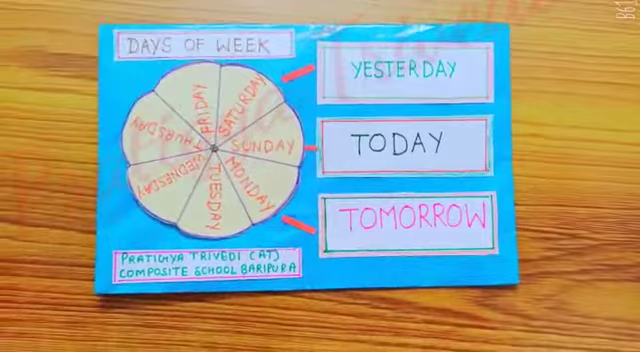 DAYS OF WEEK
YESTERDAY
TODAY
TOMORROW
FRIDAY
SATURDAY
SUNDAY
MONDAY
TUESDAY
WEDNESDAY
THURSDAY
PRATIGYA TRIVEDI (AT)
COMPOSITE SCHOOL BARIPURA